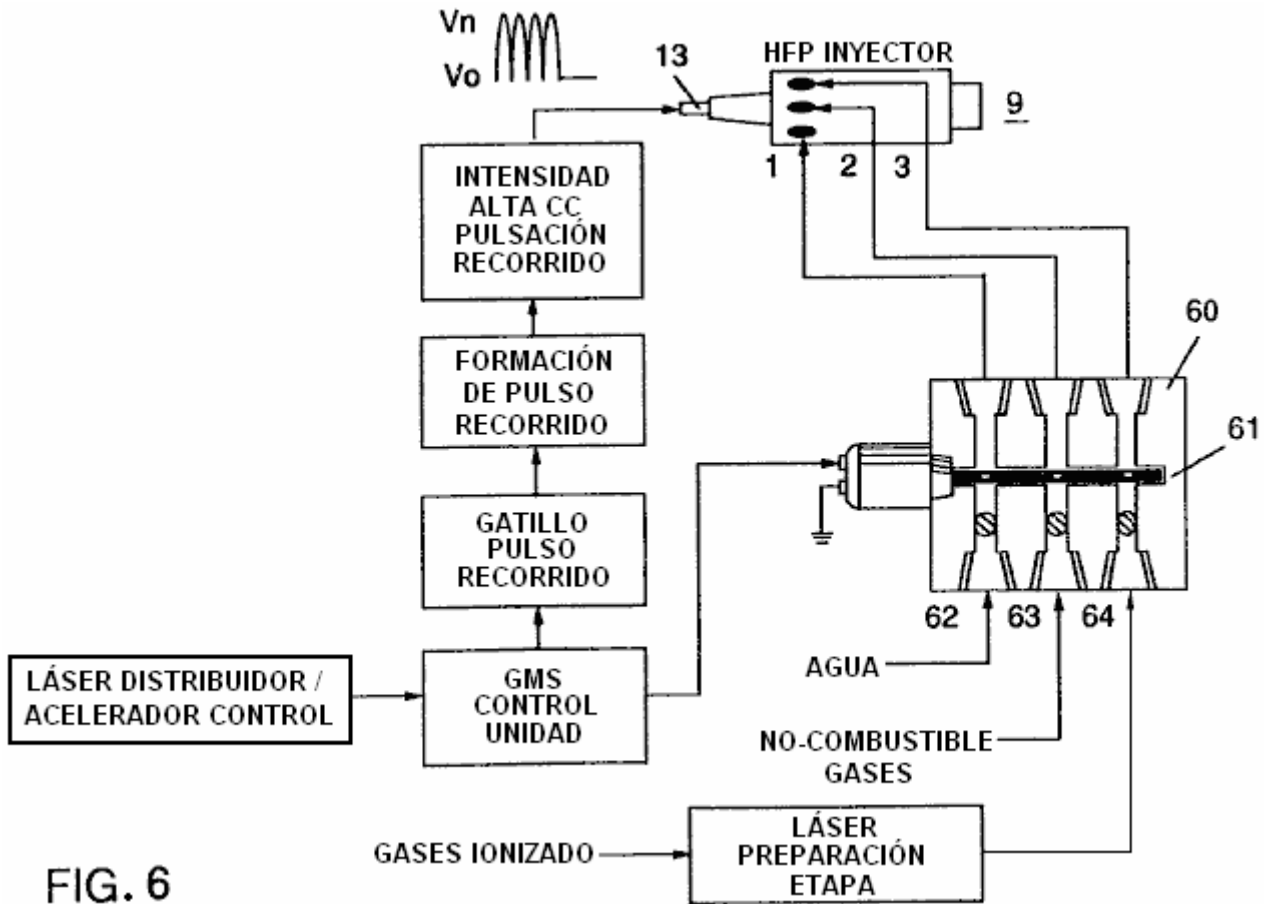 Vn
Vo
13
HFP INYECTOR
9
1
2
3
INTENSIDAD
ALTA CC
PULSACIÓN
RECORRIDO
FORMACIÓN
DE PULSO
RECORRIDO
GATILLO
PULSO
RECORRIDO
GMS
CONTROL
UNIDAD
LÁSER DISTRIBUIDOR /
ACELERADOR CONTROL
60
61
62
63
64
AGUA
NO-COMBUSTIBLE
GASES
GASES IONIZADO
LÁSER
PREPARACIÓN
ETAPA
FIG. 6